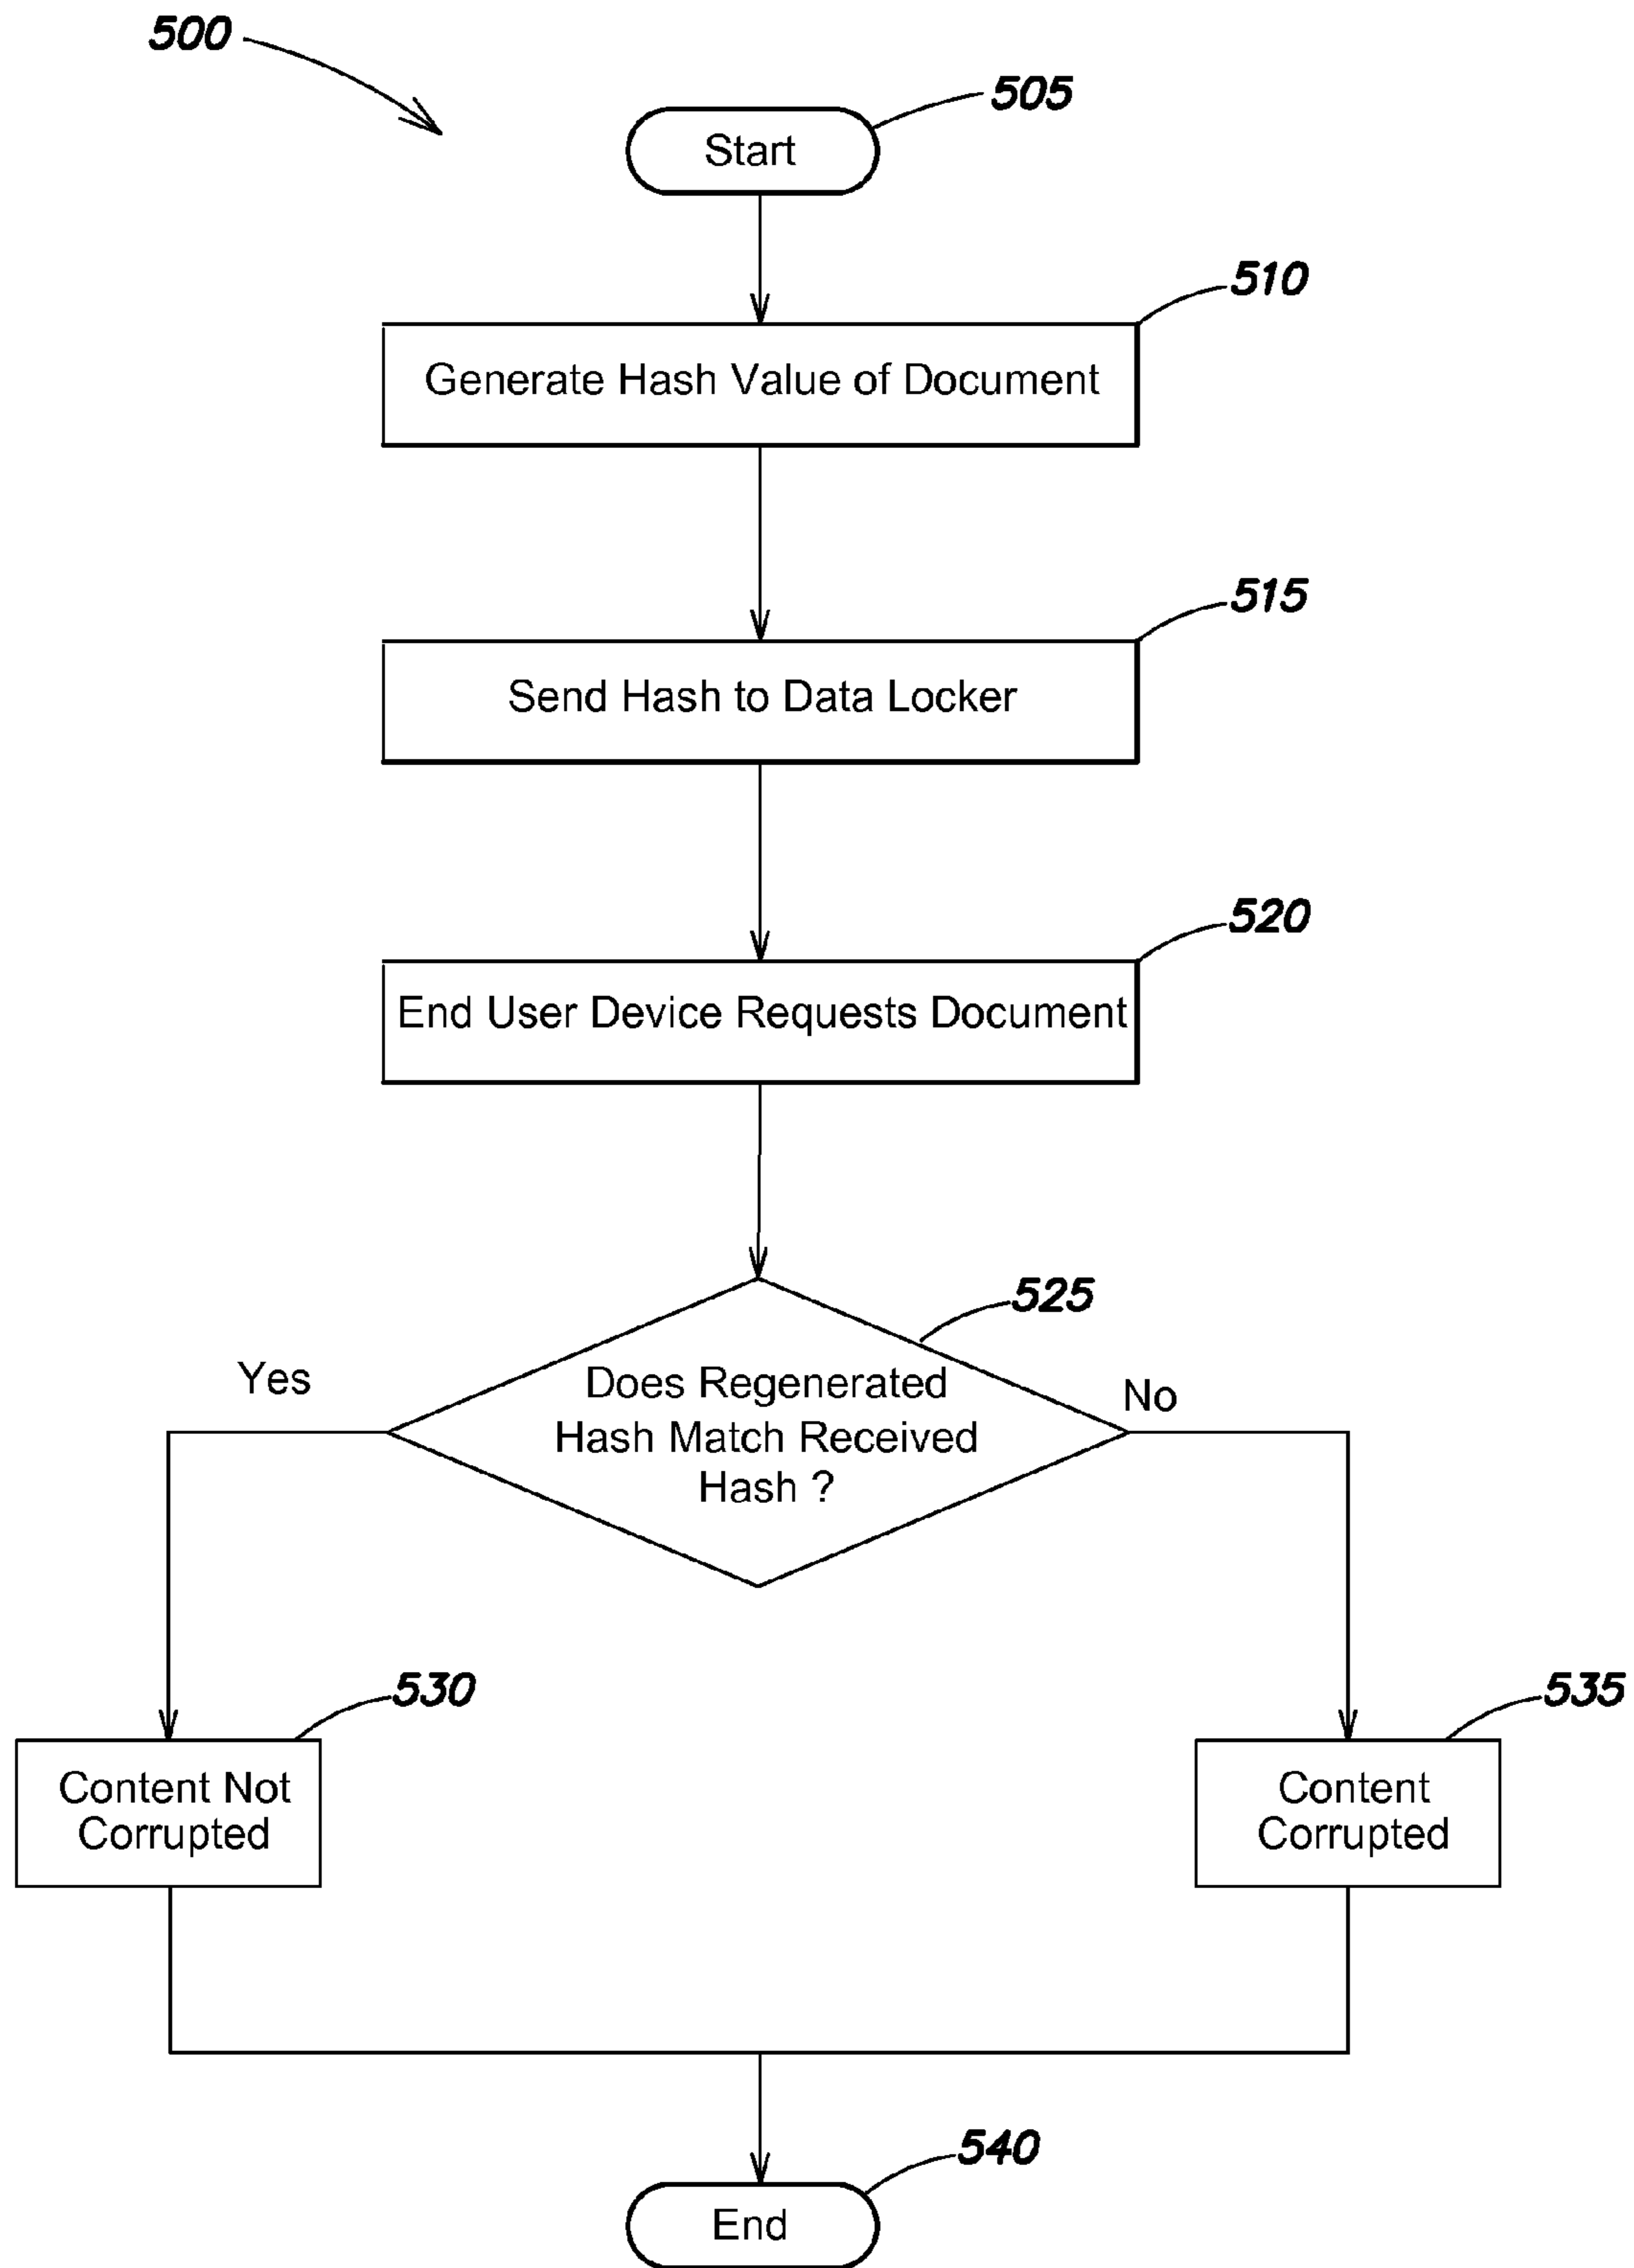 500
505
Start
510
Generate Hash Value of Document
515
Send Hash to Data Locker
520
End User Device Requests Document
525
Yes
No
Does Regenerated
Hash Match Received
Hash ?
530
535
Content Not
Corrupted
Content
Corrupted
540
End